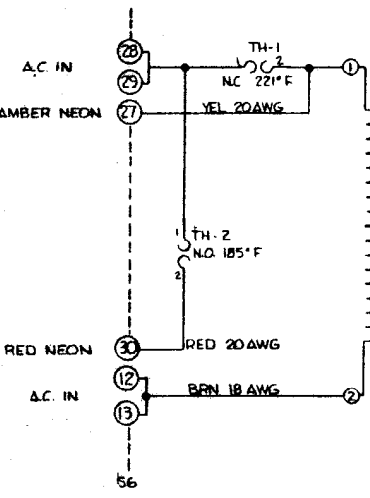 28
TH-1
A.C. IN
1 2
1
29
N.C 221°F
AMBER NEON
27
YEL 20AWG
1 TH-2
N.O. 185°F
2
RED NEON
30
RED 20AWG
12
A.C. IN
BRN. 18 AWG
2
13
56